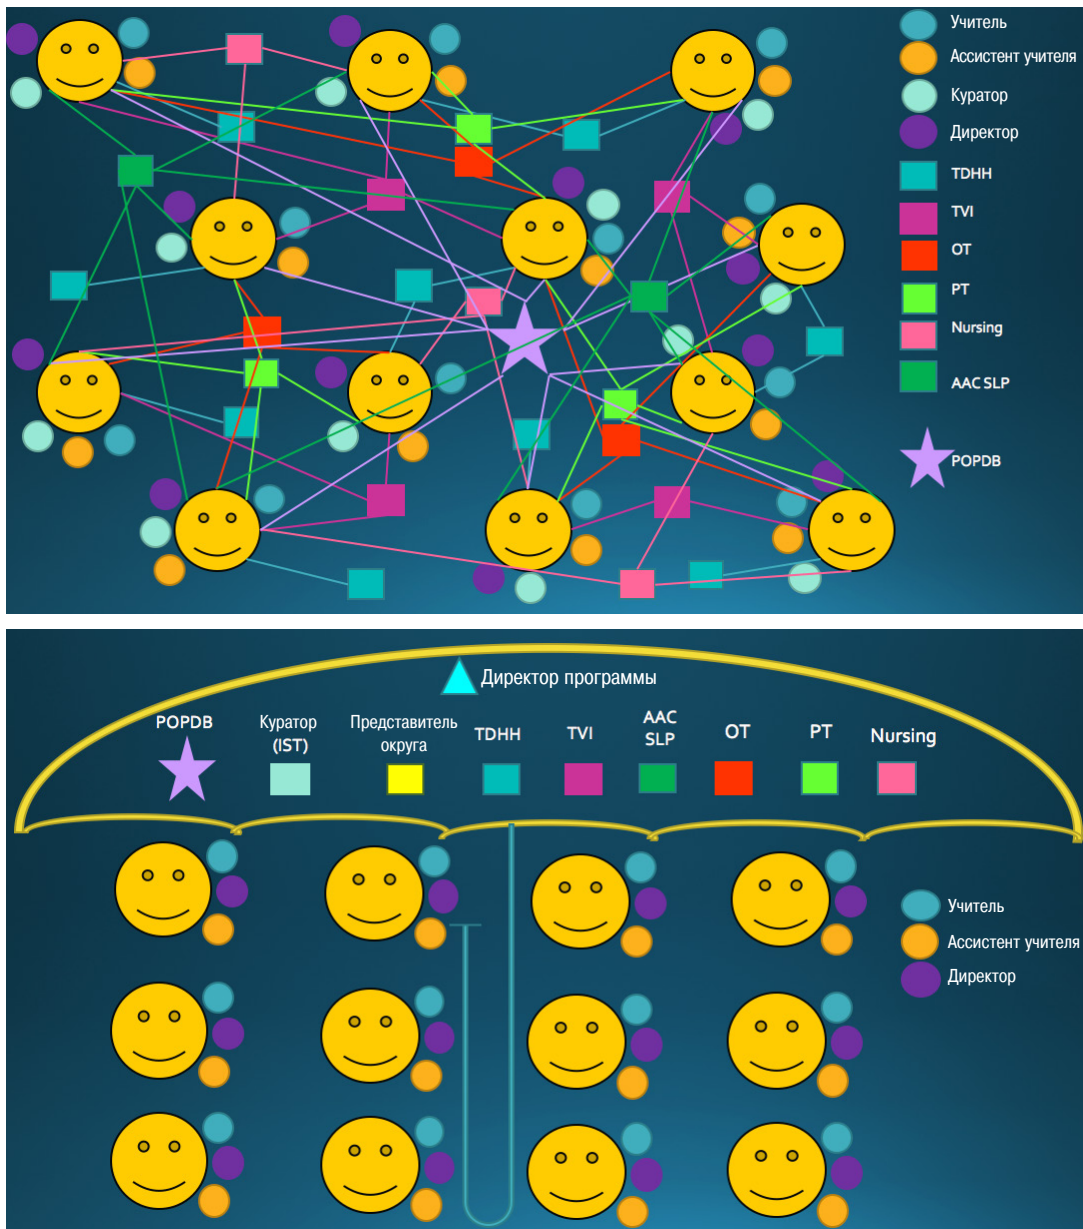 Учитель
Ассистент учителя
Куратор
Директор
TDHH
TVI
OT
PT
Nursing
AAC SLP
POPDB
Директор программы
POPDB
Куратор
(IST)
Представитель
округа
TDHH
TVI
AAC
SLP
OT
PT
Nursing
Учитель
Ассистент учителя
Директор